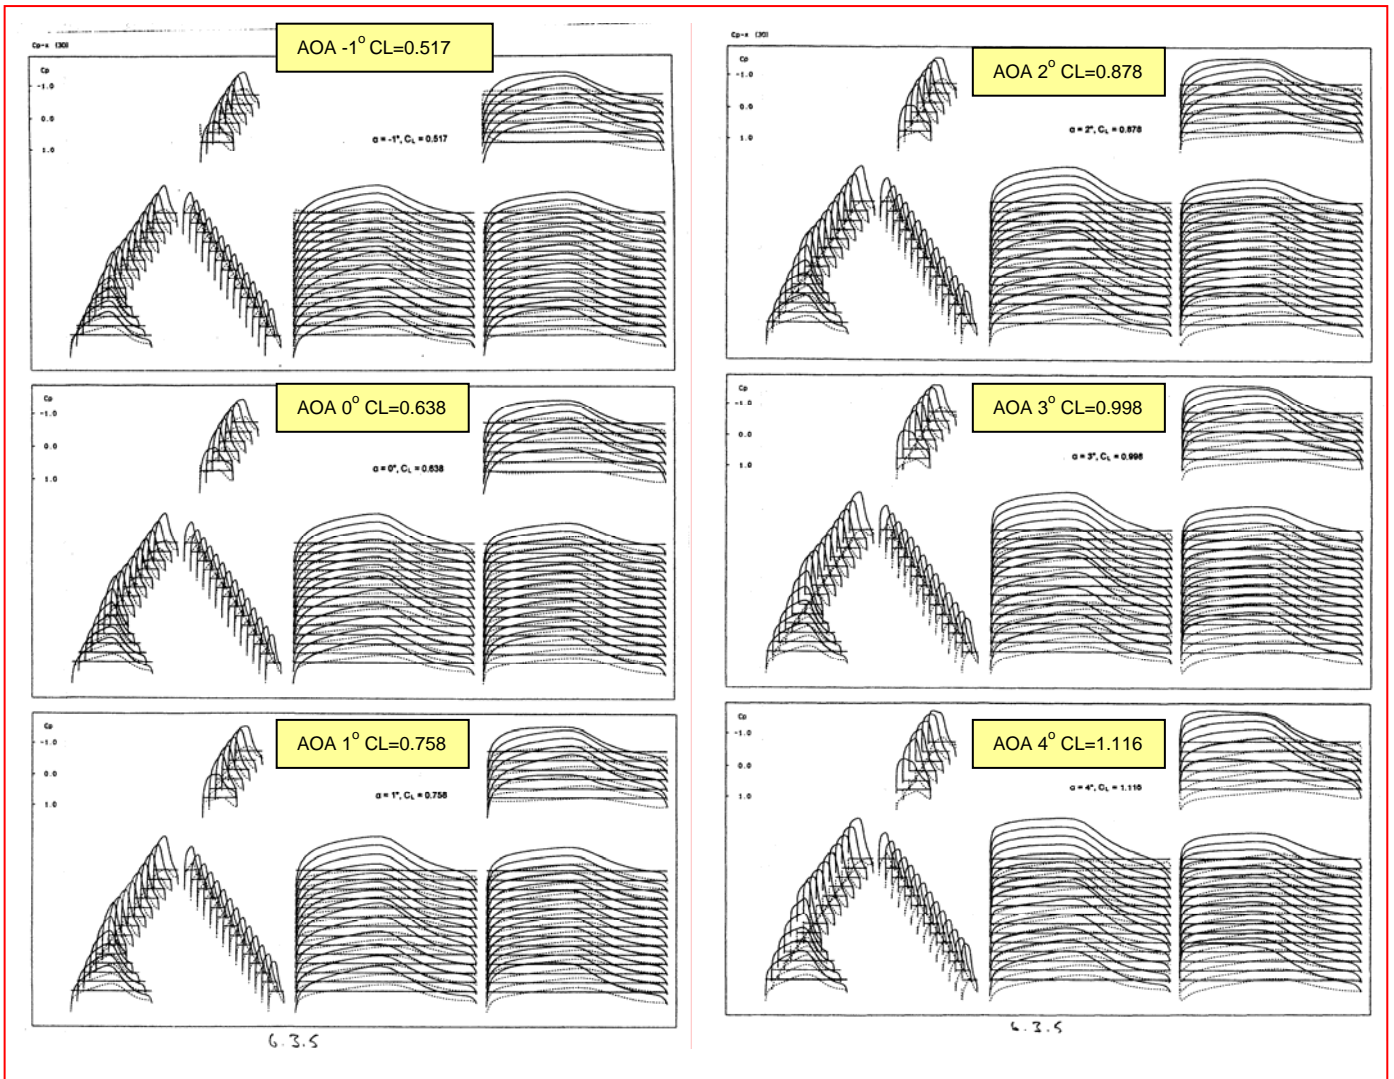 Cp-x (3D)
AOA -1° CL=0.517
Cp
-1.0
0.0
1.0
α = -1°, CL = 0.517
AOA 0° CL=0.638
Cp
-1.0
0.0
1.0
α = 0°, CL = 0.638
AOA 1° CL=0.758
Cp
-1.0
0.0
1.0
α = 1°, CL = 0.758
6.3.5
Cp-x (3D)
AOA 2° CL=0.878
Cp
-1.0
0.0
1.0
α = 2°, CL = 0.878
AOA 3° CL=0.998
Cp
-1.0
0.0
1.0
α = 3°, CL = 0.998
AOA 4° CL=1.116
Cp
-1.0
0.0
1.0
α = 4°, CL = 1.116
6.3.5